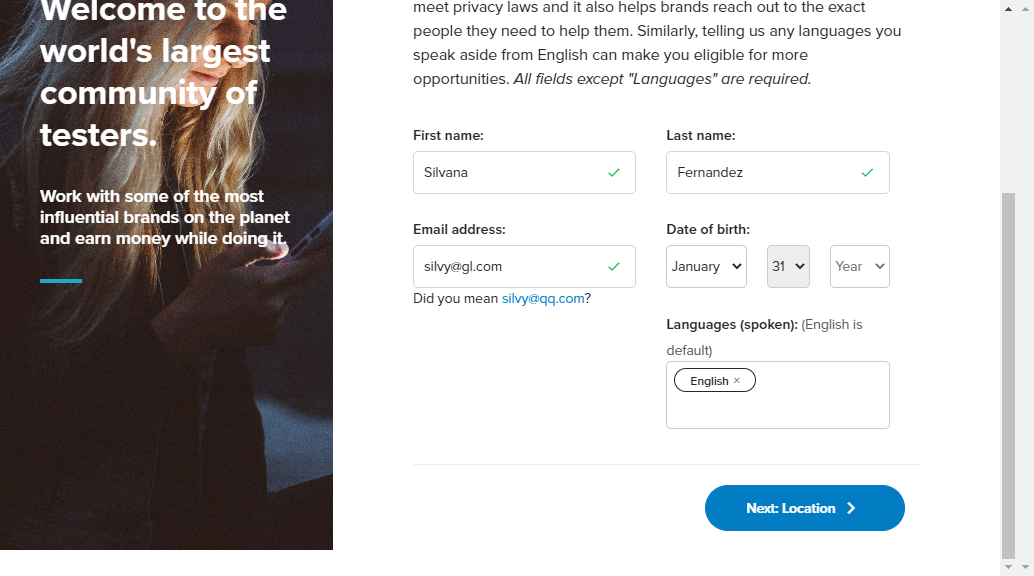 Welcome to the
world's largest
community of
testers.
Work with some of the most
influential brands on the planet
and earn money while doing it.
meet privacy laws and it also helps brands reach out to the exact
people they need to help them. Similarly, telling us any languages you
speak aside from English can make you eligible for more
opportunities. All fields except "Languages" are required.
First name:
Last name:
Silvana
Fernandez
Email address:
Date of birth:
silvy@gl.com
January
31
Year
Did you mean silvy@qq.com?
Languages (spoken): (English is
default)
English ×
Next: Location